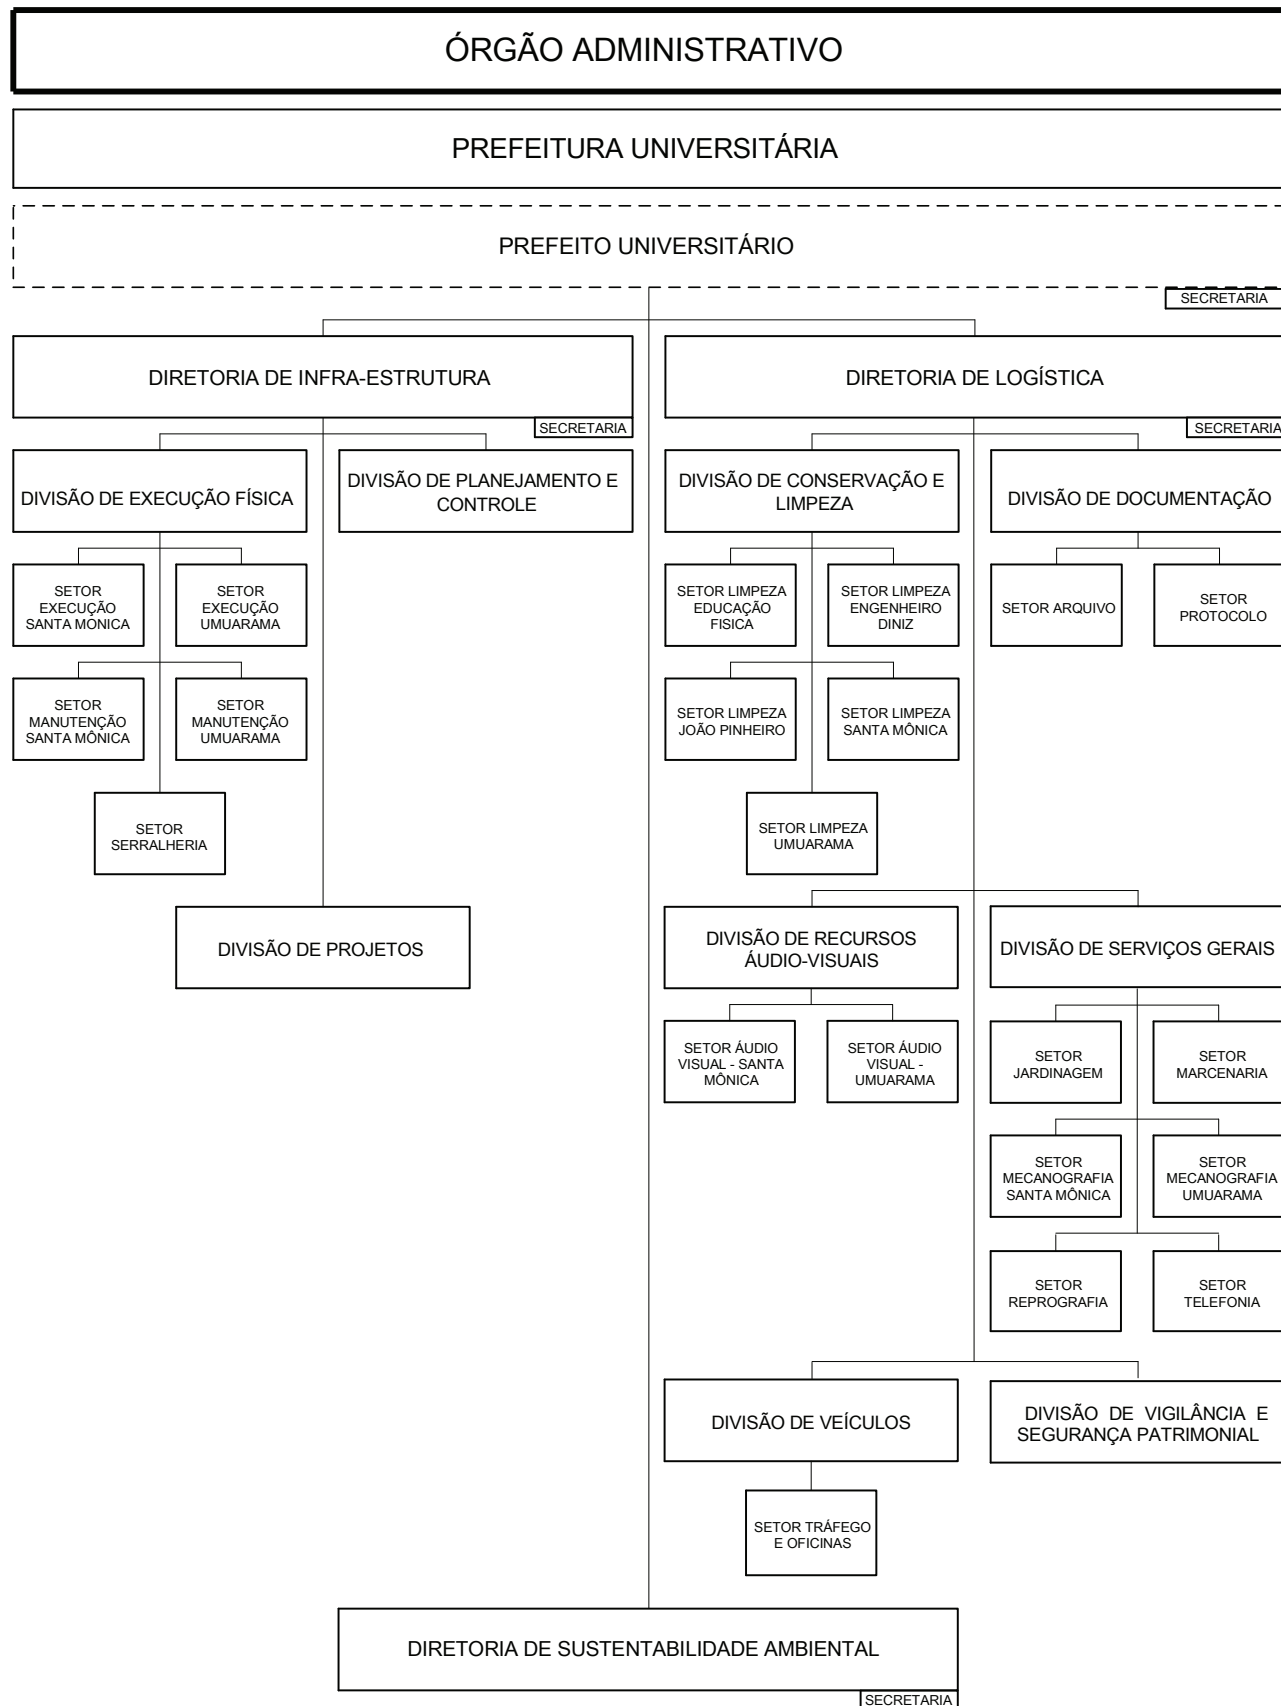 ÓRGÃO ADMINISTRATIVO
PREFEITURA UNIVERSITÁRIA
PREFEITO UNIVERSITÁRIO
SECRETARIA
DIRETORIA DE INFRA-ESTRUTURA
SECRETARIA
DIRETORIA DE LOGÍSTICA
SECRETARIA
DIVISÃO DE EXECUÇÃO FÍSICA
DIVISÃO DE PLANEJAMENTO E
CONTROLE
DIVISÃO DE CONSERVAÇÃO E
LIMPEZA
DIVISÃO DE DOCUMENTAÇÃO
SETOR
EXECUÇÃO
SANTA MÔNICA
SETOR
EXECUÇÃO
UMUARAMA
SETOR LIMPEZA
EDUCAÇÃO
FISICA
SETOR LIMPEZA
ENGENHEIRO
DINIZ
SETOR ARQUIVO
SETOR
PROTOCOLO
SETOR
MANUTENÇÃO
SANTA MÔNICA
SETOR
MANUTENÇÃO
UMUARAMA
SETOR LIMPEZA
JOÃO PINHEIRO
SETOR LIMPEZA
SANTA MÔNICA
SETOR
SERRALHERIA
SETOR LIMPEZA
UMUARAMA
DIVISÃO DE PROJETOS
DIVISÃO DE RECURSOS
ÁUDIO-VISUAIS
DIVISÃO DE SERVIÇOS GERAIS
SETOR ÁUDIO
VISUAL - SANTA
MÔNICA
SETOR ÁUDIO
VISUAL -
UMUARAMA
SETOR
JARDINAGEM
SETOR
MARCENARIA
SETOR
MECANOGRAFIA
SANTA MÔNICA
SETOR
MECANOGRAFIA
UMUARAMA
SETOR
REPROGRAFIA
SETOR
TELEFONIA
DIVISÃO DE VEÍCULOS
DIVISÃO DE VIGILÂNCIA E
SEGURANÇA PATRIMONIAL
SETOR TRÁFEGO
E OFICINAS
DIRETORIA DE SUSTENTABILIDADE AMBIENTAL
SECRETARIA